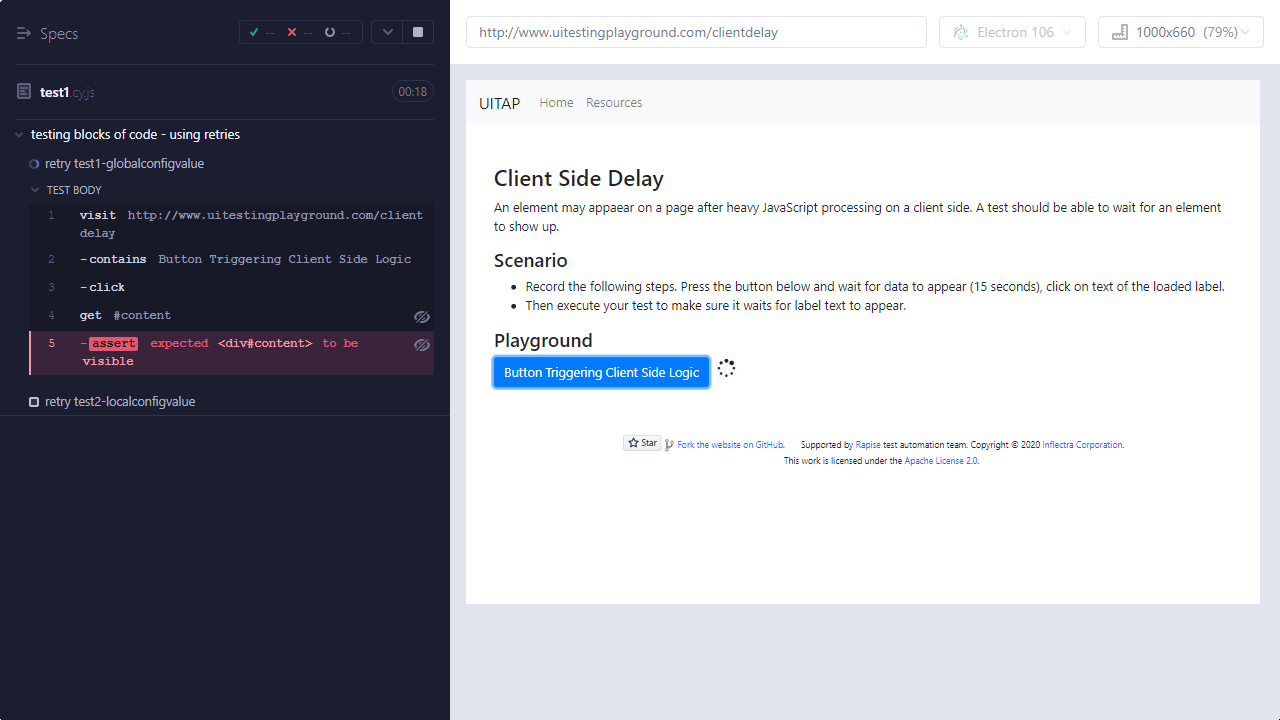 Specs
-- -- --
test1.cy.js 00:18
testing blocks of code - using retries
retry test1-globalconfigvalue
TEST BODY
1 visit http://www.uitestingplayground.com/client
delay
2 -contains Button Triggering Client Side Logic
3 -click
4 get #content
5 -assert expected <div#content> to be
visible
retry test2-localconfigvalue
http://www.uitestingplayground.com/clientdelay
Electron 106
1000x660 (79%)
UITAP Home Resources
Client Side Delay
An element may appaear on a page after heavy JavaScript processing on a client side. A test should be able to wait for an element
to show up.
Scenario
• Record the following steps. Press the button below and wait for data to appear (15 seconds), click on text of the loaded label.
• Then execute your test to make sure it waits for label text to appear.
Playground
Button Triggering Client Side Logic
Star Fork the website on GitHub. Supported by Rapise test automation team. Copyright © 2020 Inflectra Corporation.
This work is licensed under the Apache License 2.0.